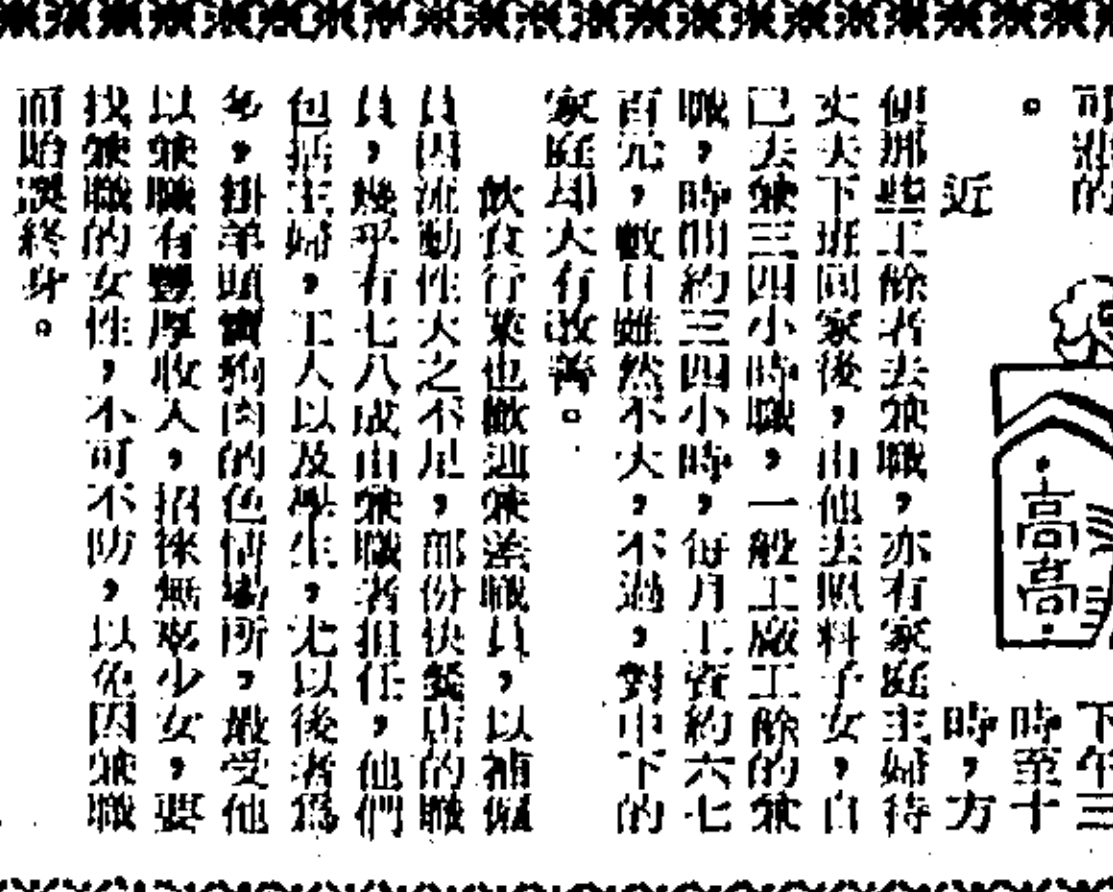 可悲的
。
下午三
時至十
近
時，方
便那些工餘者去兼職，亦有家庭主婦待
丈夫下班回家後，由他去照料子女，自
己去兼三四小時職，一般工廠工餘的兼
職，時間約三四小時，每月工資約六七
百元，數目雖然不大，不過，對中下的
家庭却大有改善。
飲食行業也歡迎兼差職員，以補償
員因流動性大之不足，部份快餐店的職
員，幾乎有七八成由兼職者担任，他們
包括主婦，工人以及學生，尤以後者爲
多，掛羊頭賣狗肉的色情場所，最受他
以兼職有豐厚收入，招徠無知少女，要
找兼職的女性，不可不防，以免因兼職
而貽誤終身。
高高